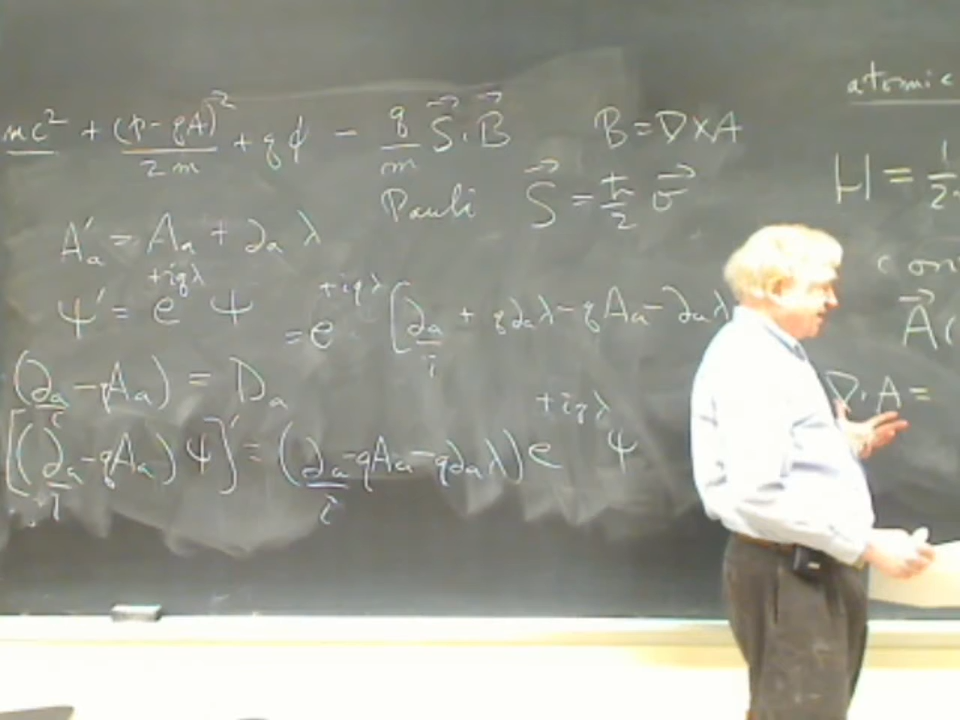 mc² + (p - qA)²/2m + qϕ - q/m S⃗·B⃗    B = ∇×A
Pauli    S⃗ = ħ/2 σ⃗
A'ₐ = Aₐ + ∂ₐ λ
ψ' = e^{+iqλ} ψ    = e^{+iqλ} [∂ₐ/i + q∂ₐλ - qAₐ - ∂ₐλ
(∂ₐ/i - qAₐ) = Dₐ
[(∂ₐ/i - qAₐ) ψ]' = (∂ₐ/i - qAₐ - q∂ₐλ) e^{+iqλ} ψ
atomic
H = 1/2
A⃗(
∇·A =